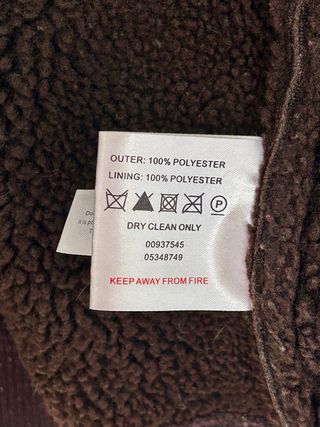 OUTER: 100% POLYESTER
LINING: 100% POLYESTER
P
DRY CLEAN ONLY
00937545
05348749
KEEP AWAY FROM FIRE